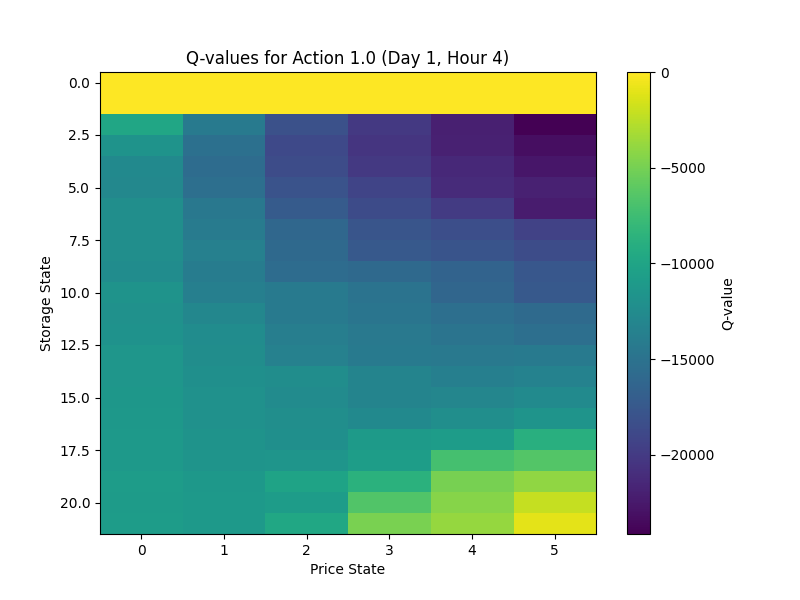 Q-values for Action 1.0 (Day 1, Hour 4)
0.0
2.5
5.0
7.5
10.0
12.5
15.0
17.5
20.0
Storage State
0 1 2 3 4 5
Price State
0
−5000
−10000
−15000
−20000
Q-value